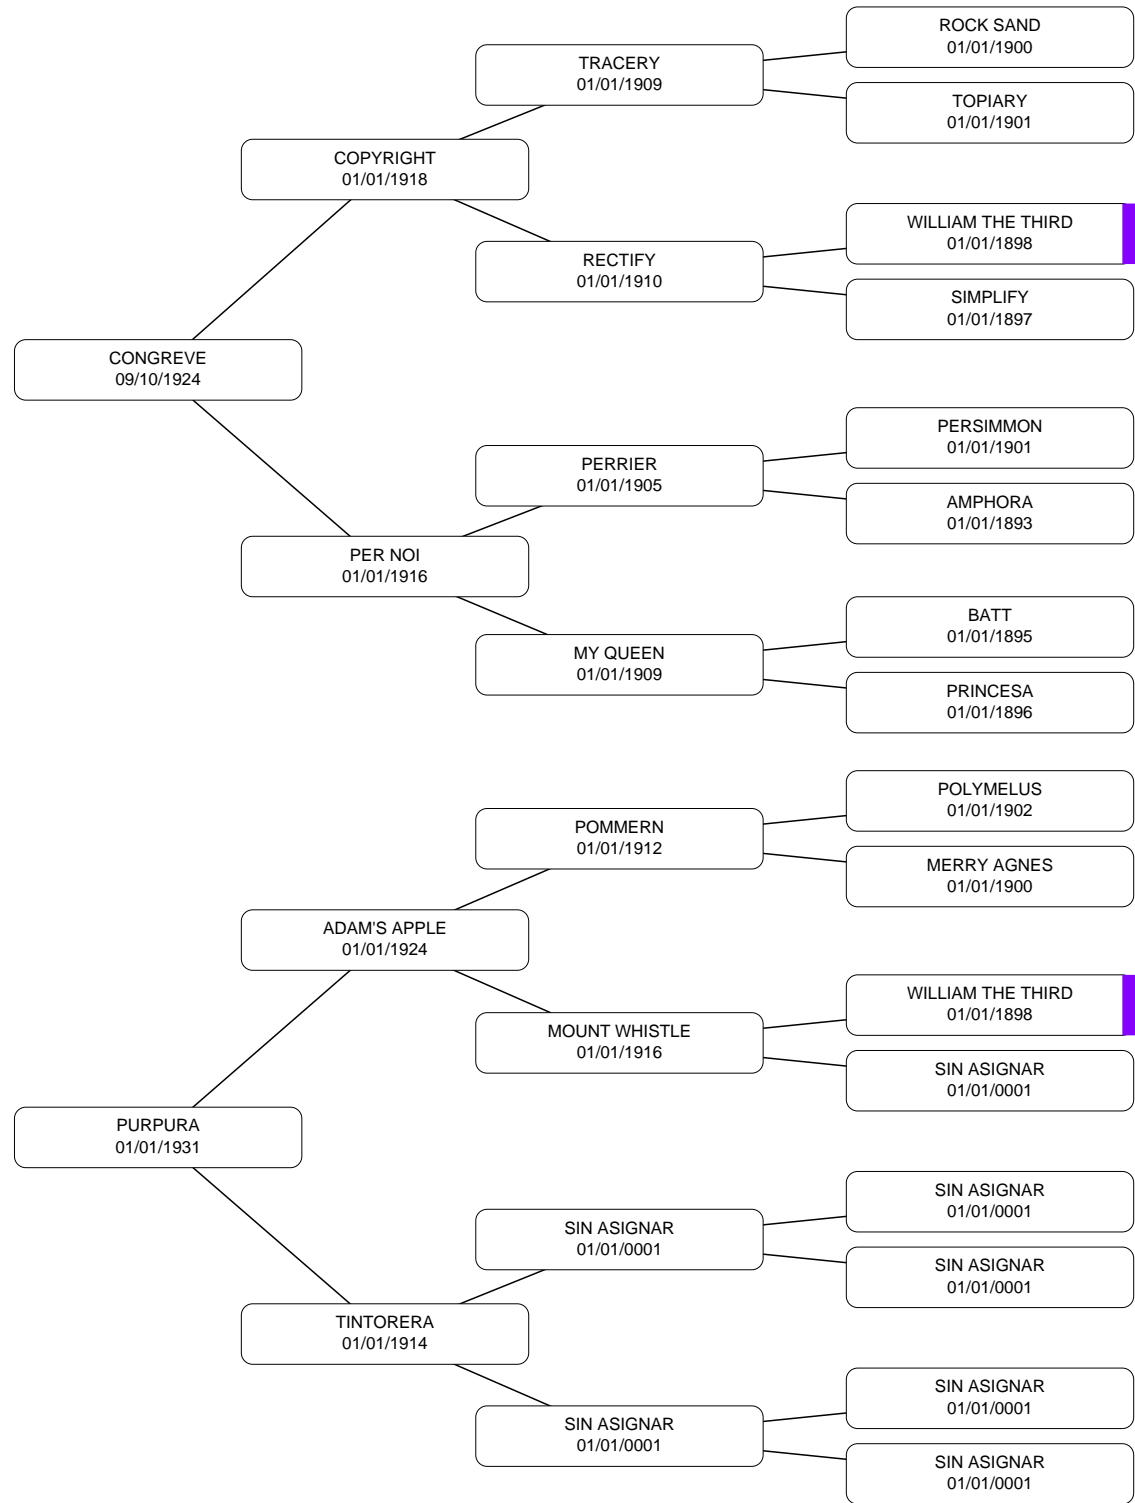 ROCK SAND
01/01/1900
TRACERY
01/01/1909
TOPIARY
01/01/1901
COPYRIGHT
01/01/1918
WILLIAM THE THIRD
01/01/1898
RECTIFY
01/01/1910
SIMPLIFY
01/01/1897
CONGREVE
09/10/1924
PERSIMMON
01/01/1901
PERRIER
01/01/1905
AMPHORA
01/01/1893
PER NOI
01/01/1916
BATT
01/01/1895
MY QUEEN
01/01/1909
PRINCESA
01/01/1896
POLYMELUS
01/01/1902
POMMERN
01/01/1912
MERRY AGNES
01/01/1900
ADAM'S APPLE
01/01/1924
WILLIAM THE THIRD
01/01/1898
MOUNT WHISTLE
01/01/1916
SIN ASIGNAR
01/01/0001
PURPURA
01/01/1931
SIN ASIGNAR
01/01/0001
SIN ASIGNAR
01/01/0001
SIN ASIGNAR
01/01/0001
TINTORERA
01/01/1914
SIN ASIGNAR
01/01/0001
SIN ASIGNAR
01/01/0001
SIN ASIGNAR
01/01/0001